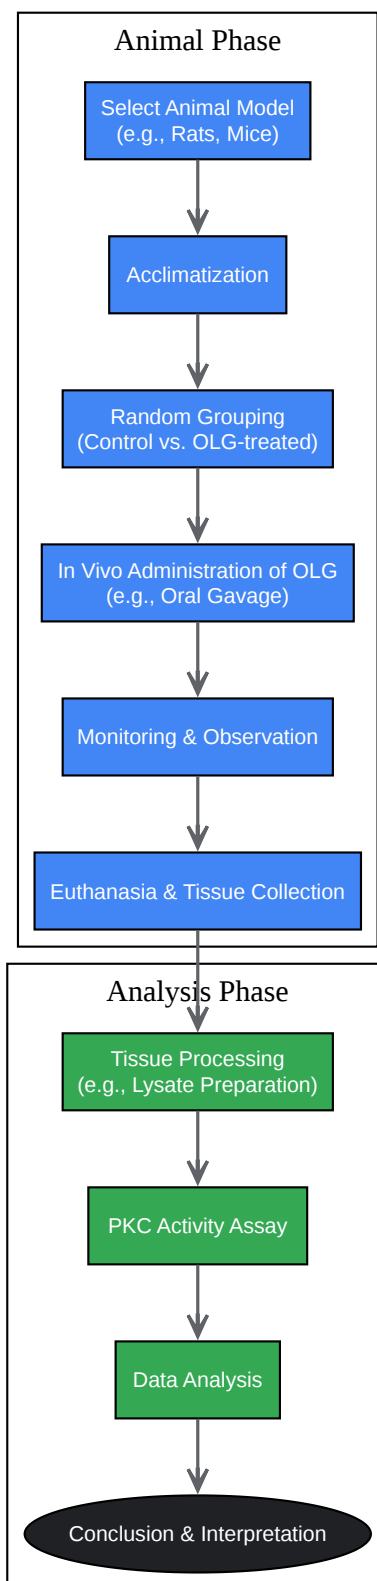 Animal Phase
Select Animal Model
(e.g., Rats, Mice)
Acclimatization
Random Grouping
(Control vs. OLG-treated)
In Vivo Administration of OLG
(e.g., Oral Gavage)
Monitoring & Observation
Euthanasia & Tissue Collection
Analysis Phase
Tissue Processing
(e.g., Lysate Preparation)
PKC Activity Assay
Data Analysis
Conclusion & Interpretation